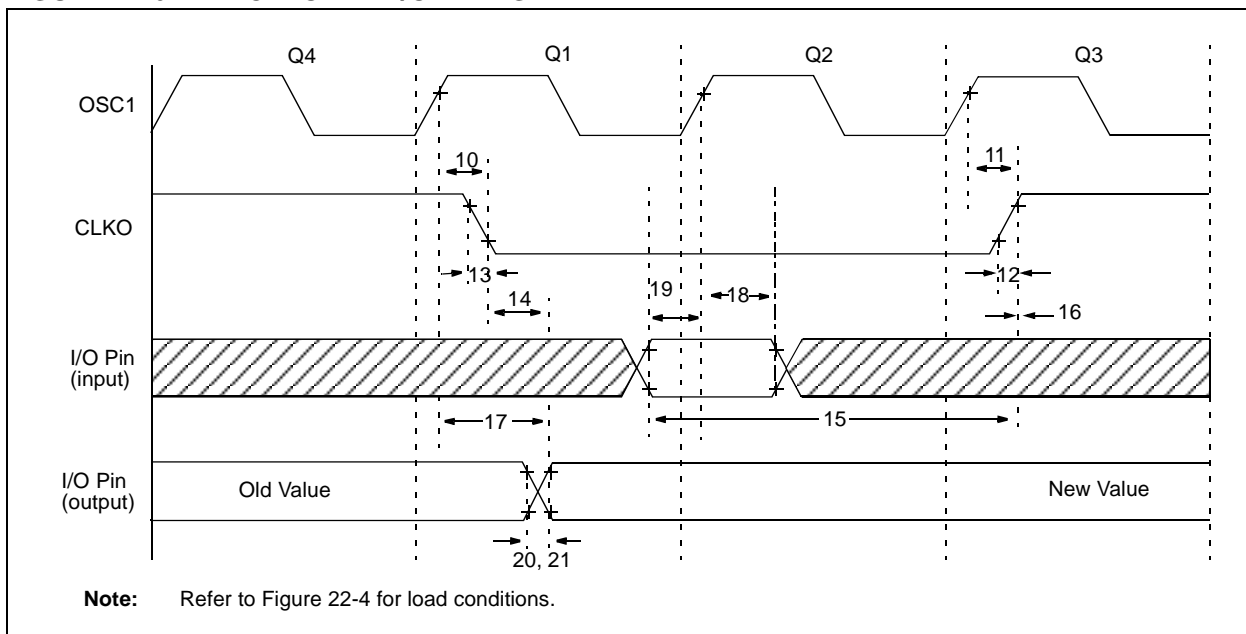 Q4 Q1 Q2 Q3
OSC1
10
11
CLKO
13
12
14
19
18
16
I/O Pin
(input)
17
15
I/O Pin
(output)
Old Value
New Value
20, 21
Note: Refer to Figure 22-4 for load conditions.